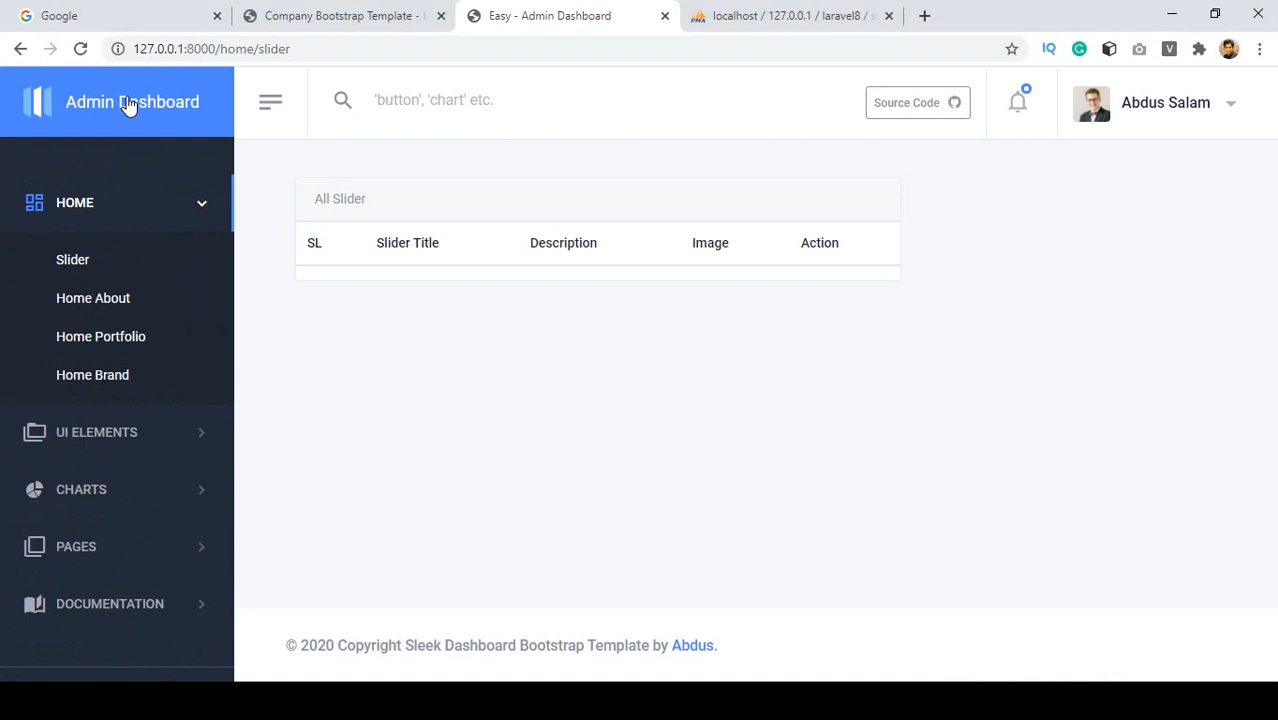 Google
Company Bootstrap Template -
Easy - Admin Dashboard
localhost / 127.0.0.1 / laravel8 / s
127.0.0.1:8000/home/slider
IQ
V
Admin Dashboard
'button', 'chart' etc.
Source Code
Abdus Salam
HOME
Slider
Home About
Home Portfolio
Home Brand
UI ELEMENTS
CHARTS
PAGES
DOCUMENTATION
All Slider
SL Slider Title Description Image Action
© 2020 Copyright Sleek Dashboard Bootstrap Template by Abdus.